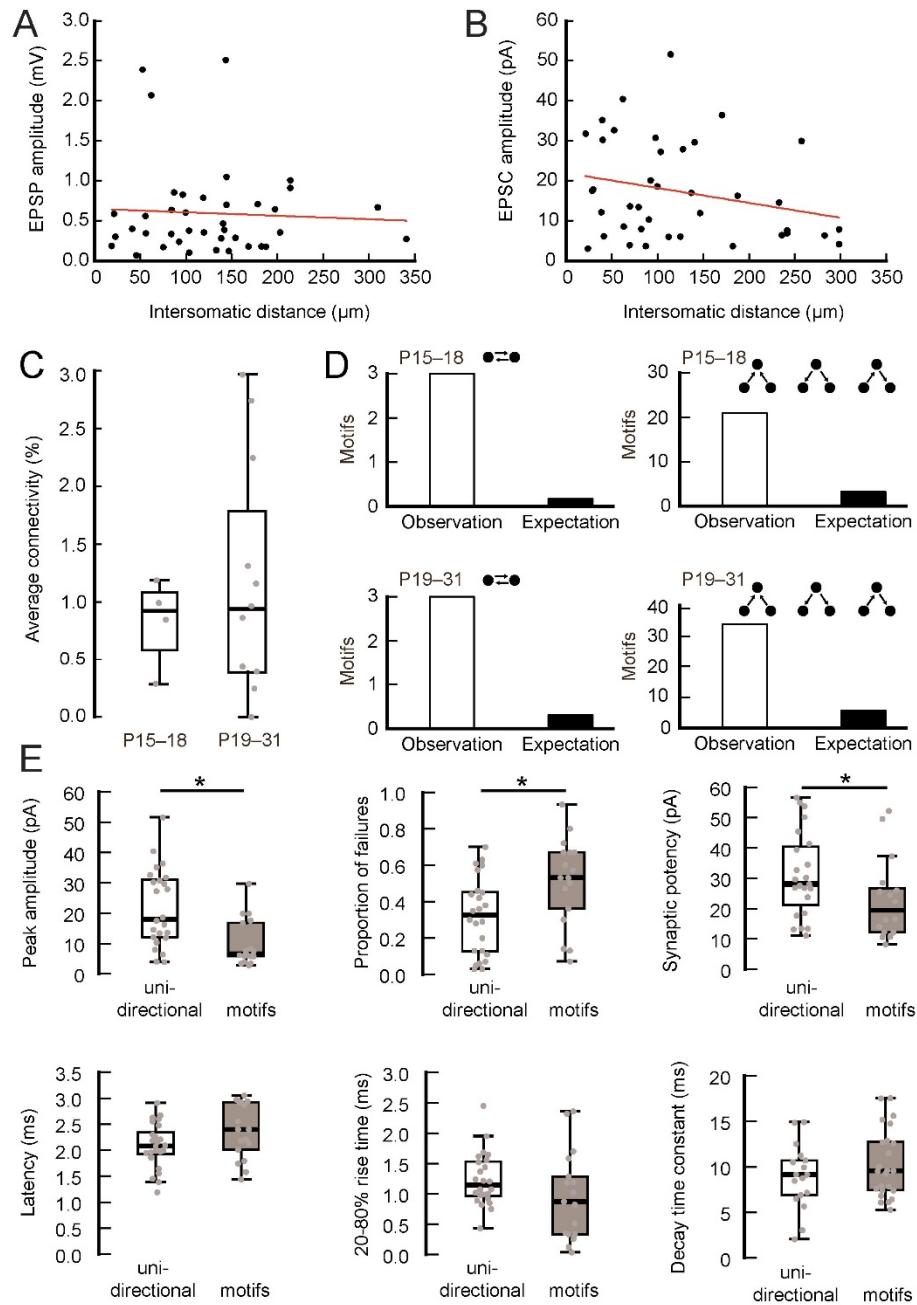 A
EPSP amplitude (mV)
3.0
2.5
2.0
1.5
1.0
0.5
0.0
0 50 100 150 200 250 300 350
Intersomatic distance (µm)
B
EPSC amplitude (pA)
60
50
40
30
20
10
0
0 50 100 150 200 250 300 350
Intersomatic distance (µm)
C
Average connectivity (%)
3.0
2.5
2.0
1.5
1.0
0.5
0.0
P15–18 P19–31
D
P15–18
Motifs
3
2
1
0
Observation Expectation
P15–18
Motifs
30
20
10
0
Observation Expectation
P19–31
Motifs
3
2
1
0
Observation Expectation
P19–31
Motifs
40
30
20
10
0
Observation Expectation
E
Peak amplitude (pA)
60
50
40
30
20
10
0
*
uni-
directional motifs
Proportion of failures
1.0
0.8
0.6
0.4
0.2
0.0
*
uni-
directional motifs
Synaptic potency (pA)
60
50
40
30
20
10
0
*
uni-
directional motifs
Latency (ms)
3.5
3.0
2.5
2.0
1.5
1.0
0.5
0.0
uni-
directional motifs
20-80% rise time (ms)
3.0
2.5
2.0
1.5
1.0
0.5
0.0
uni-
directional motifs
Decay time constant (ms)
20
15
10
5
0
uni-
directional motifs